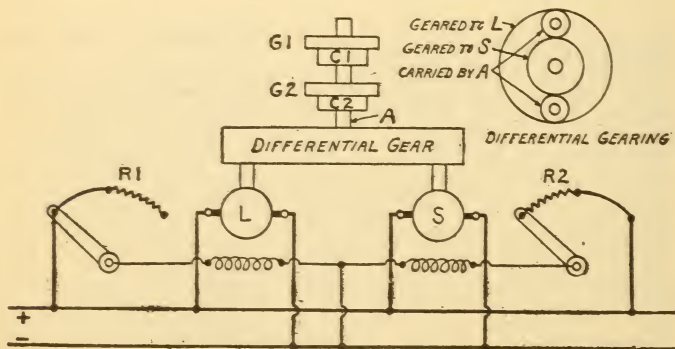 GEARED TO L
GEARED TO S
CARRIED BY A
DIFFERENTIAL GEARING
G1
C1
G2
C2
A
DIFFERENTIAL GEAR
R1
L
S
R2
+
−